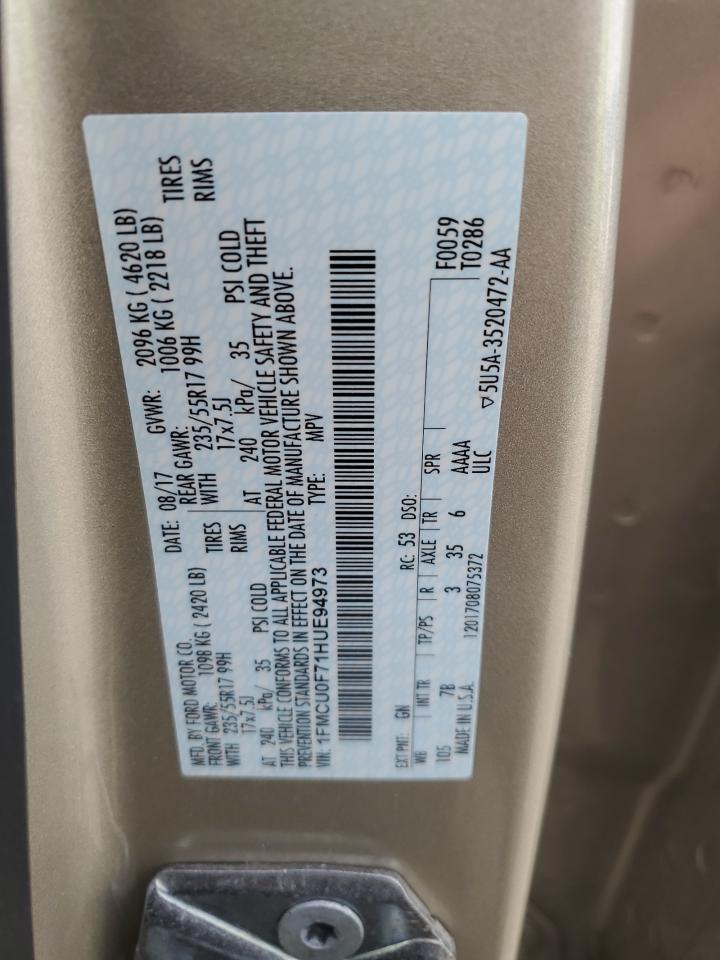 MFD. BY FORD MOTOR CO. DATE: 08/17 GVWR: 2096 KG ( 4620 LB)
FRONT GAWR: 1098 KG ( 2420 LB) REAR GAWR: 1006 KG ( 2218 LB)
WITH 235/55R17 99H TIRES WITH 235/55R17 99H TIRES
17x7.5J RIMS 17x7.5J RIMS
AT 240 kPa/ 35 PSI COLD AT 240 kPa/ 35 PSI COLD
THIS VEHICLE CONFORMS TO ALL APPLICABLE FEDERAL MOTOR VEHICLE SAFETY AND THEFT
PREVENTION STANDARDS IN EFFECT ON THE DATE OF MANUFACTURE SHOWN ABOVE.
VIN: 1FMCU0F71HUE94973 TYPE: MPV
EXT PNT: GN RC: 53 DSO: F0059
T0286
WB INT TR TP/PS R AXLE TR SPR
105 7B 3 35 6 AAAA
ULC
MADE IN U.S.A. 1201708075372 ▽5U5A-3520472-AA